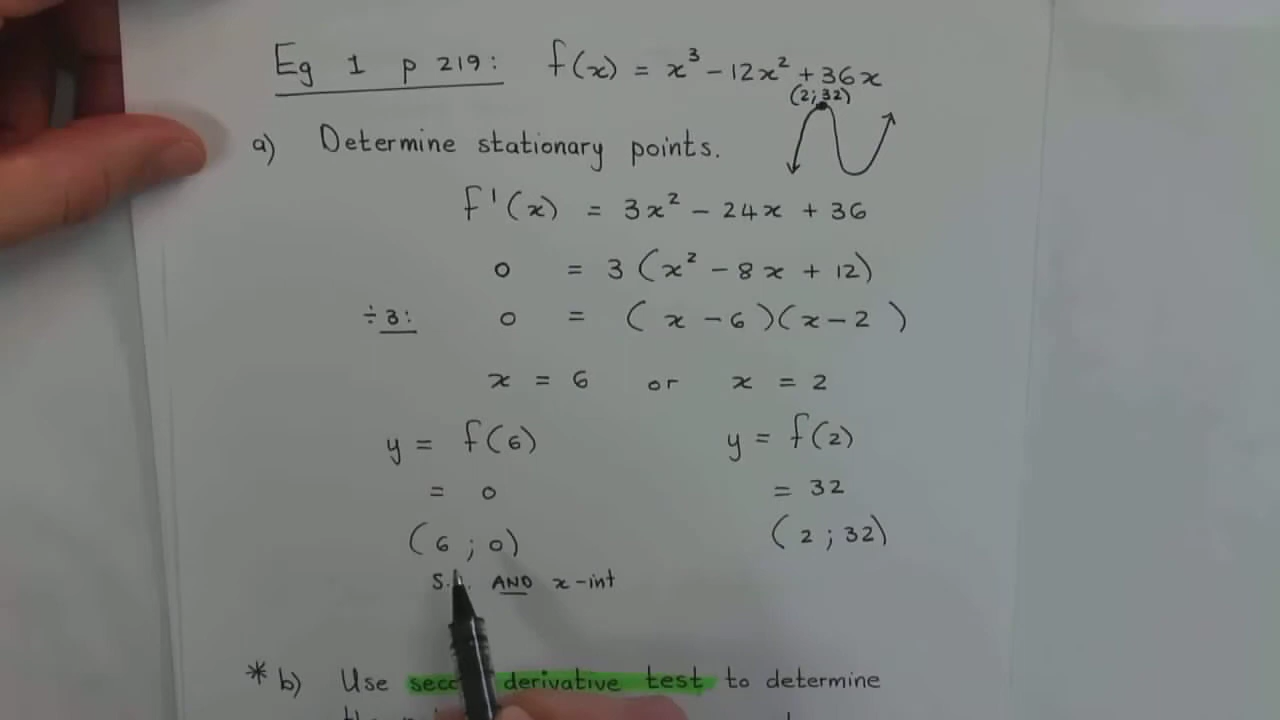 Eg 1 p 219: f(x) = x³ - 12x² + 36x
(2;32)
a) Determine stationary points.
f'(x) = 3x² - 24x + 36
0 = 3(x² - 8x + 12)
÷3: 0 = (x - 6)(x - 2)
x = 6 or x = 2
y = f(6) y = f(2)
= 0 = 32
(6 ; 0) (2 ; 32)
AND x-int
* b) Use derivative test to determine